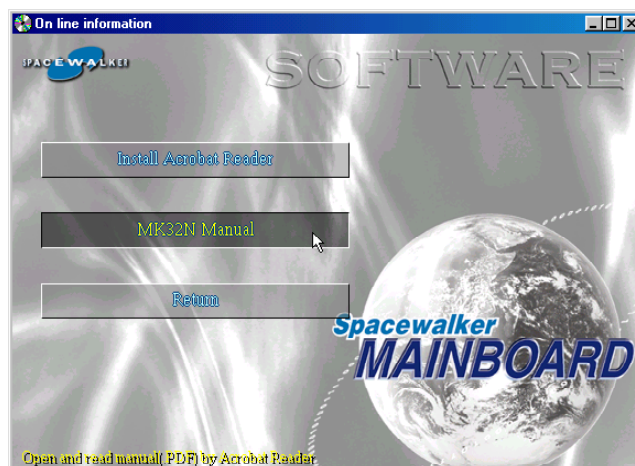 On line information
SPACEWALKER
SOFTWARE
Install Acrobat Reader
MK32N Manual
Return
Spacewalker
MAINBOARD
Open and read manual(.PDF) by Acrobat Reader.